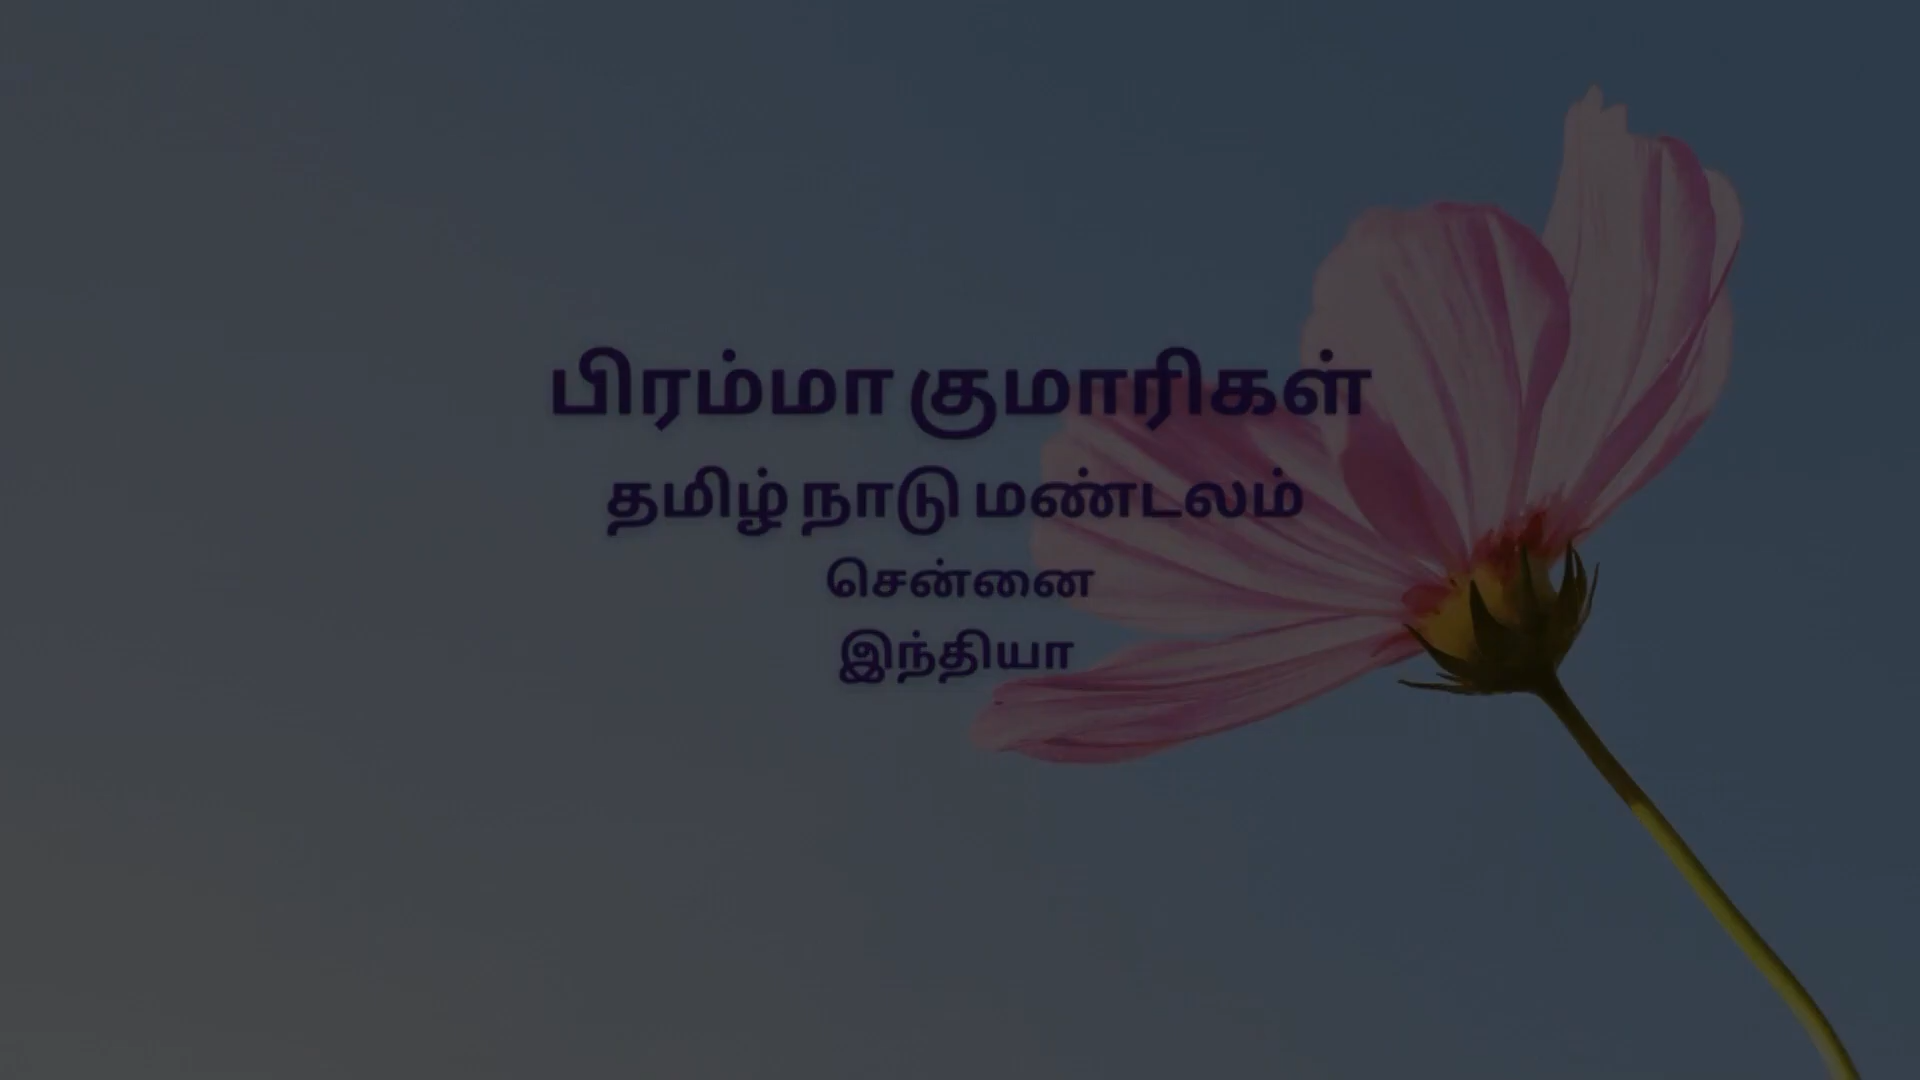 பிரம்மா குமாரிகள்
தமிழ் நாடு மண்டலம்
சென்னை
இந்தியா